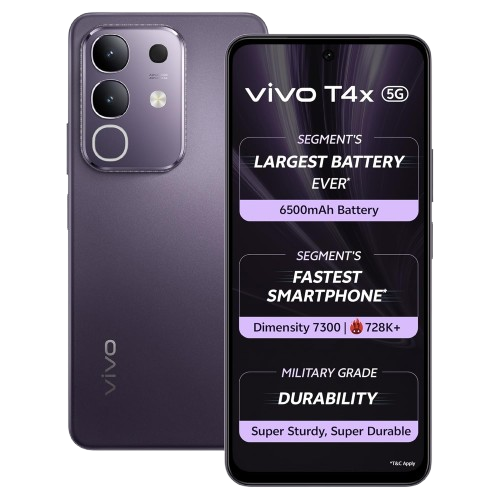 vivo
vivo T4x 5G
SEGMENT'S
LARGEST BATTERY
EVER*
6500mAh Battery
SEGMENT'S
FASTEST
SMARTPHONE*
Dimensity 7300 | 728K+
MILITARY GRADE
DURABILITY
Super Sturdy, Super Durable
*T&C Apply